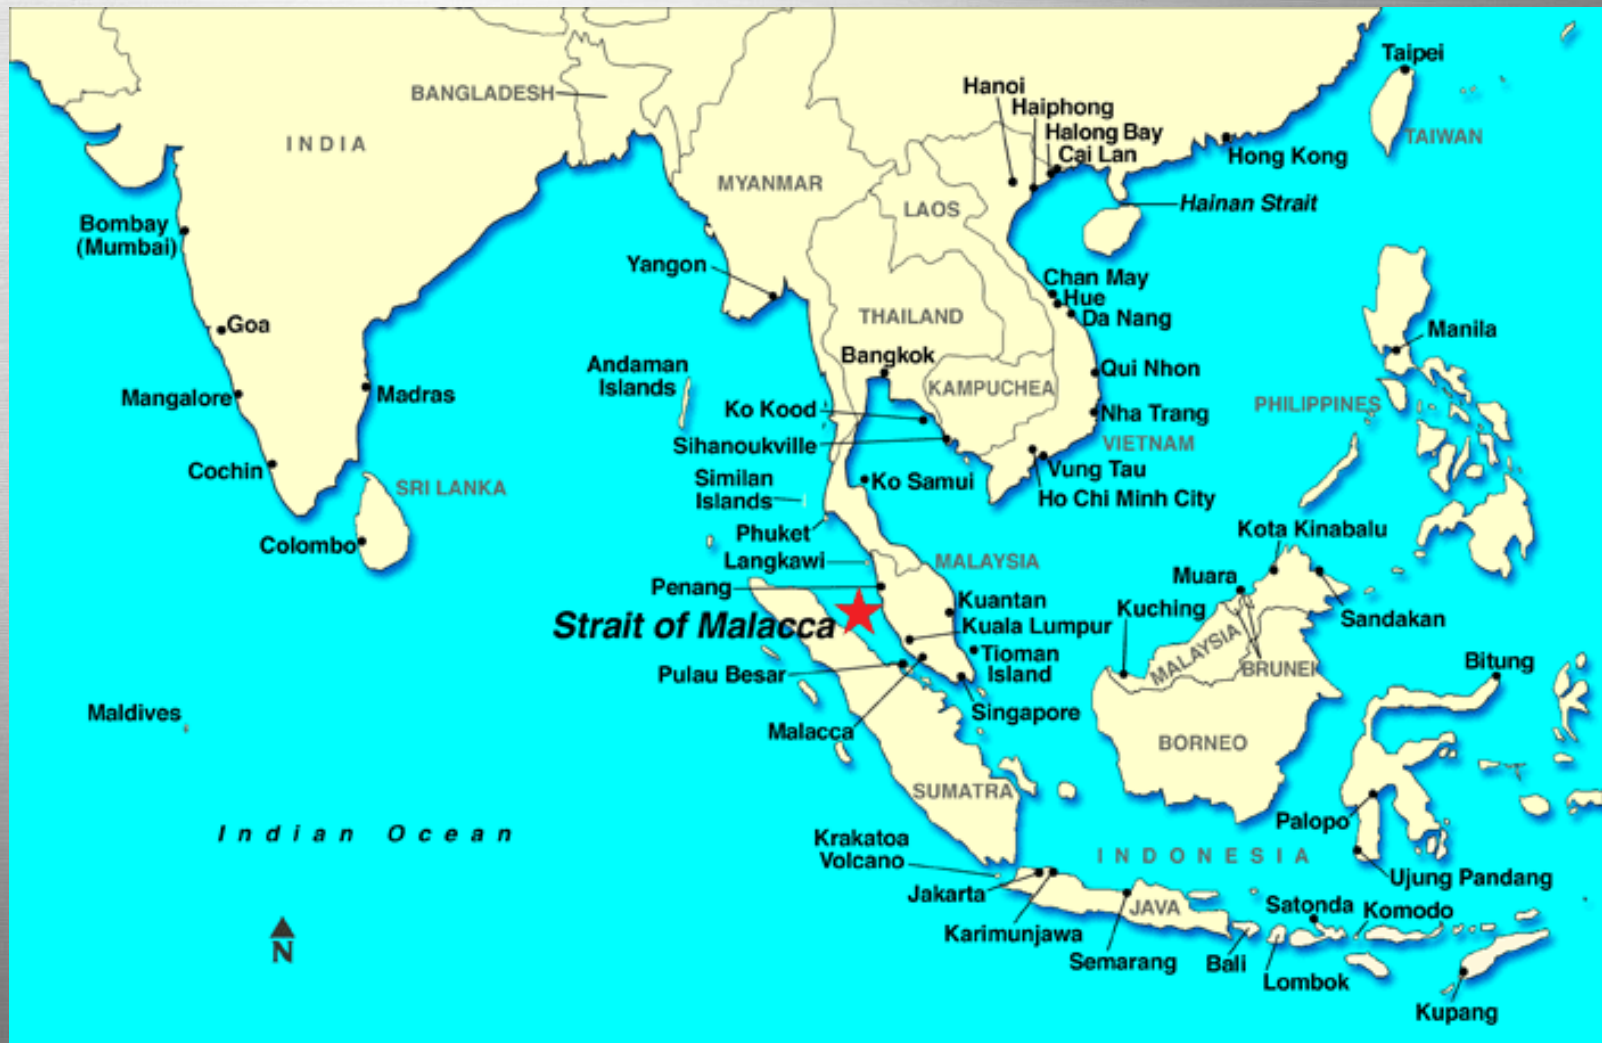 Taipei
Hanoi
BANGLADESH
Haiphong
Halong Bay
Cai Lan
TAIWAN
INDIA
Hong Kong
MYANMAR
LAOS
Hainan Strait
Bombay
(Mumbai)
Yangon
Chan May
Hue
Da Nang
THAILAND
Goa
Manila
Bangkok
Andaman
Islands
Qui Nhon
KAMPUCHEA
Mangalore
Madras
PHILIPPINES
Ko Kood
Nha Trang
Sihanoukville
VIETNAM
Cochin
Vung Tau
Similan
Islands
Ko Samui
SRI LANKA
Ho Chi Minh City
Kota Kinabalu
Phuket
Colombo
Langkawi
MALAYSIA
Muara
Penang
Kuantan
Kuching
Sandakan
Strait of Malacca
Kuala Lumpur
MALAYSIA
Tioman
Island
Pulau Besar
BRUNEI
Bitung
Maldives
Singapore
Malacca
BORNEO
SUMATRA
Palopo
Indian Ocean
Krakatoa
Volcano
INDONESIA
Ujung Pandang
Jakarta
JAVA
Satonda
Komodo
Karimunjawa
N
Semarang
Bali
Lombok
Kupang